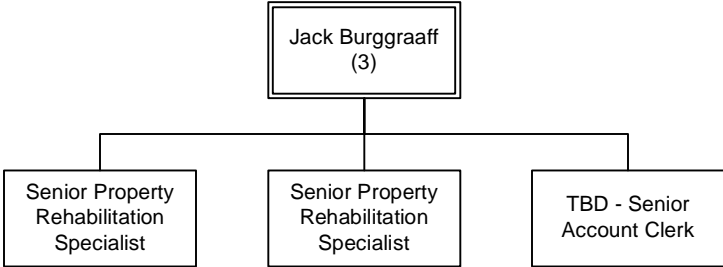 Jack Burggraaff
(3)
Senior Property
Rehabilitation
Specialist
Senior Property
Rehabilitation
Specialist
TBD - Senior
Account Clerk